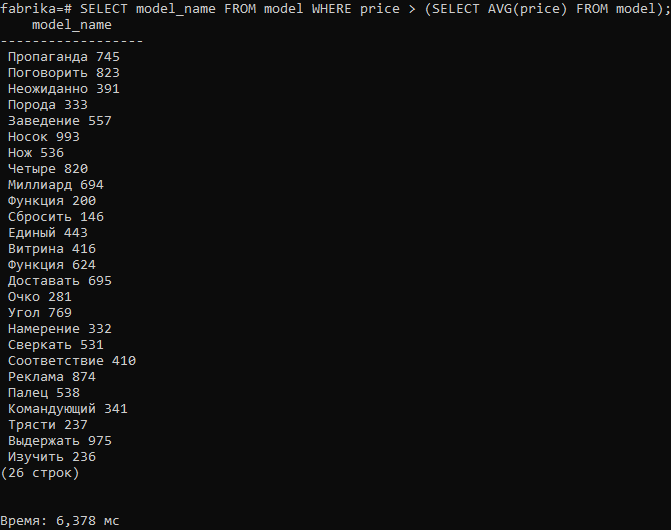 fabrika=# SELECT model_name FROM model WHERE price > (SELECT AVG(price) FROM model);
model_name
------------------
Пропаганда 745
Поговорить 823
Неожиданно 391
Порода 333
Заведение 557
Носок 993
Нож 536
Четыре 820
Миллиард 694
Функция 200
Сбросить 146
Единый 443
Витрина 416
Функция 624
Доставать 695
Очко 281
Угол 769
Намерение 332
Сверкать 531
Соответствие 410
Реклама 874
Палец 538
Командующий 341
Трясти 237
Выдержать 975
Изучить 236
(26 строк)
Время: 6,378 мс